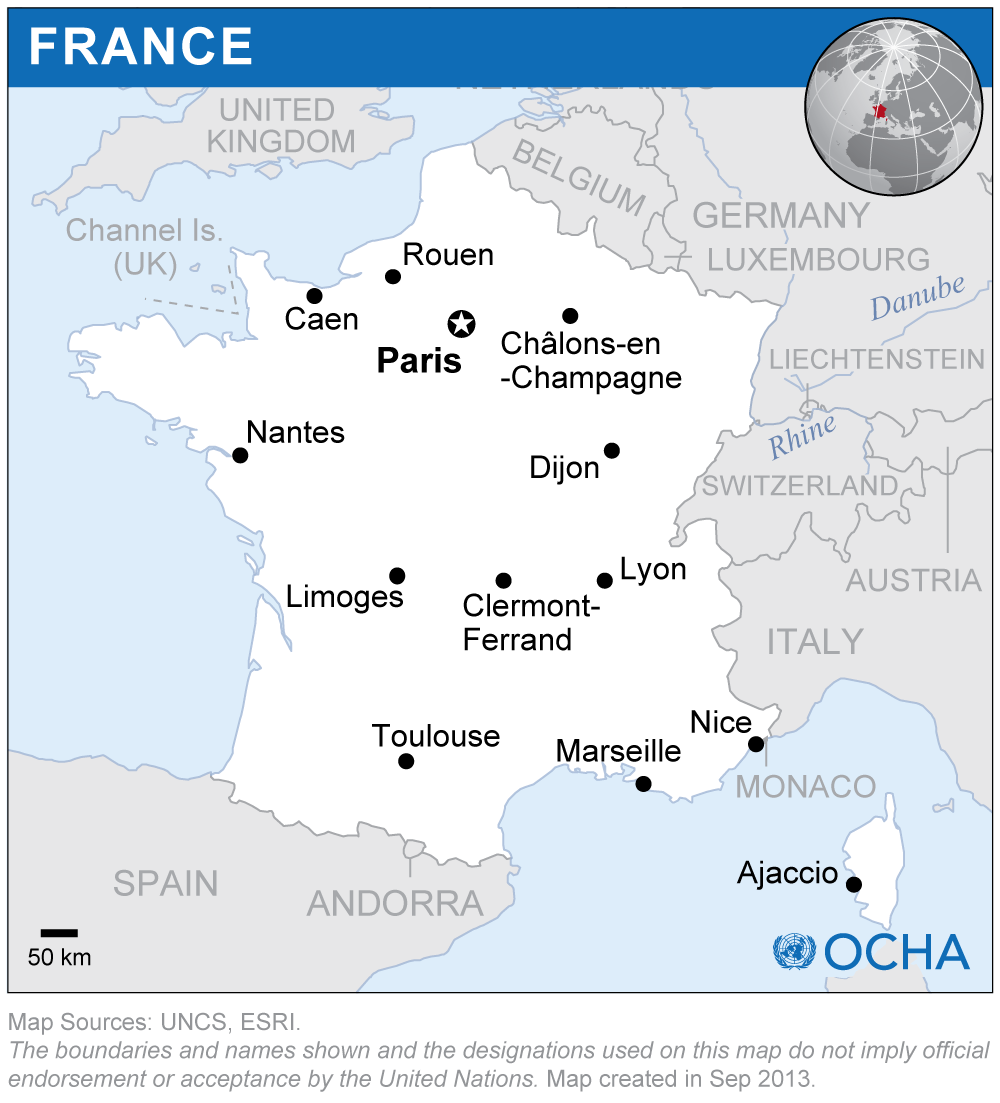 FRANCE
NETHERLANDS
UNITED
KINGDOM
BELGIUM
GERMANY
Channel Is.
(UK)
LUXEMBOURG
Rouen
Danube
Caen
Paris
Châlons-en
-Champagne
LIECHTENSTEIN
Nantes
Rhine
Dijon
SWITZERLAND
Lyon
AUSTRIA
Limoges
Clermont-
Ferrand
ITALY
Nice
Toulouse
Marseille
MONACO
Ajaccio
SPAIN
ANDORRA
50 km
OCHA
Map Sources: UNCS, ESRI.
The boundaries and names shown and the designations used on this map do not imply official
endorsement or acceptance by the United Nations. Map created in Sep 2013.